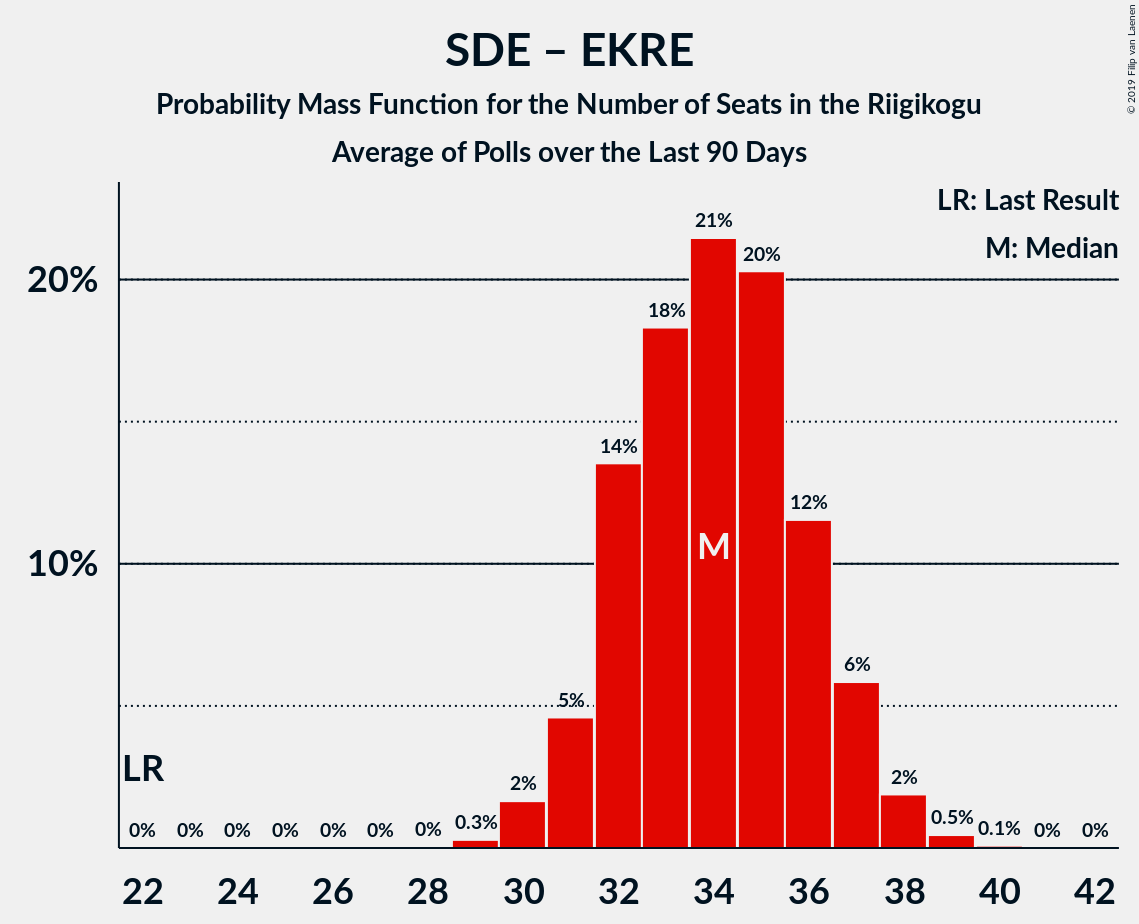 SDE – EKRE
Probability Mass Function for the Number of Seats in the Riigikogu
Average of Polls over the Last 90 Days
© 2019 Filip van Laenen
LR: Last Result
M: Median
20%
10%
21%
20%
18%
14%
12%
M
6%
5%
LR
2%
2%
0% 0% 0% 0% 0% 0% 0% 0.3% 0.5% 0.1% 0% 0%
22 24 26 28 30 32 34 36 38 40 42